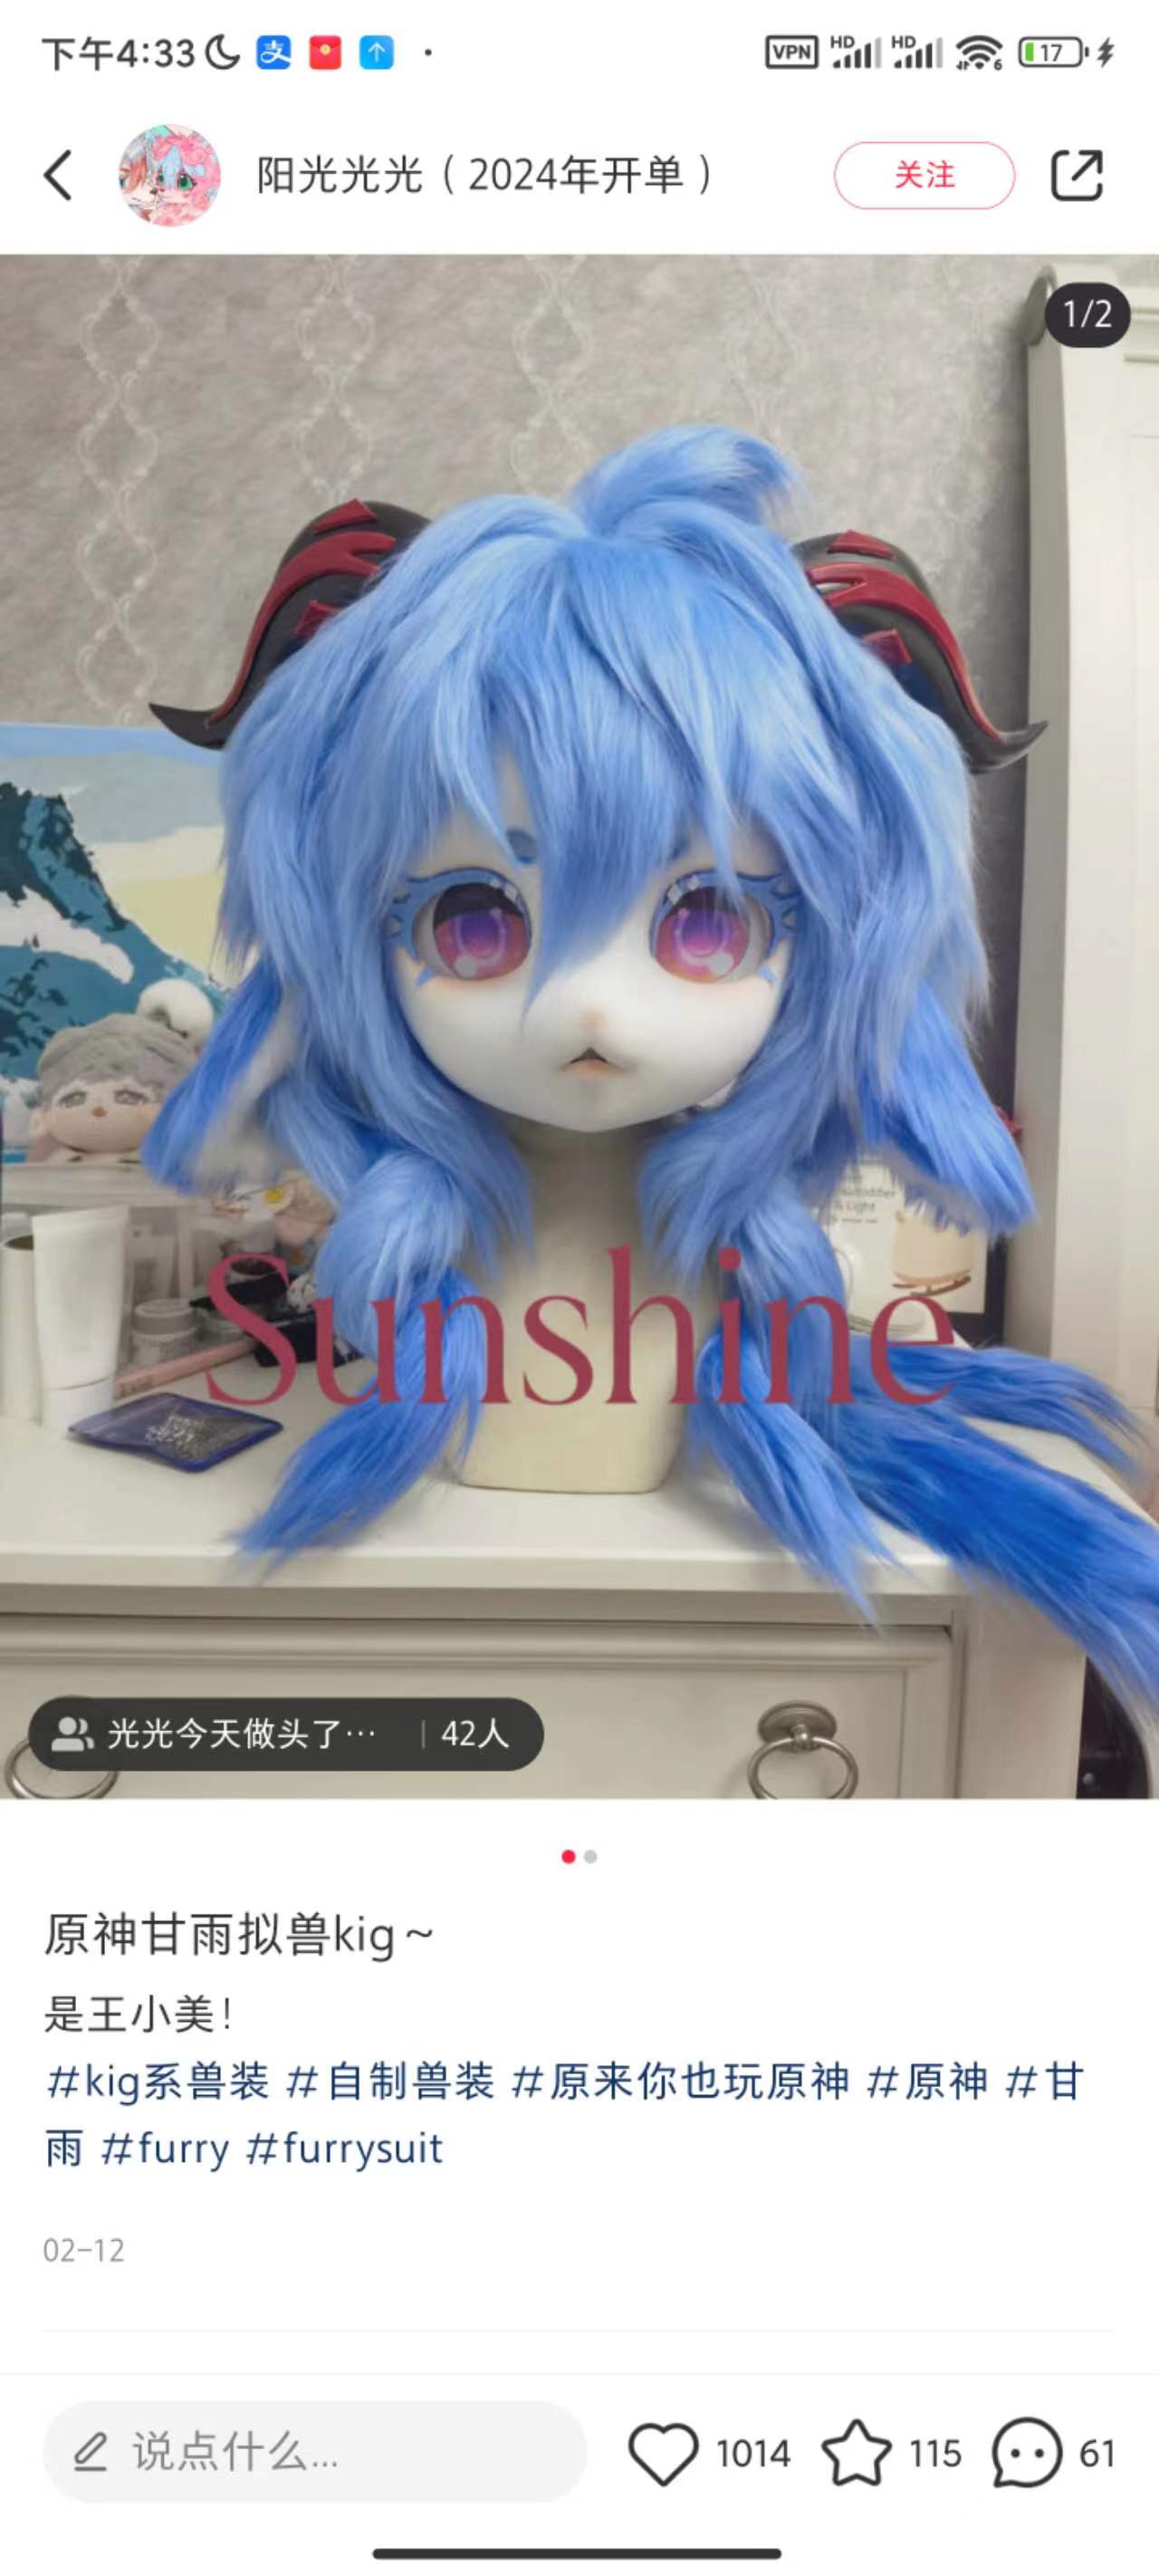 下午4:33
支
VPN HD HD 6 17
阳光光光（2024年开单）
关注
1/2
Sunshine
光光今天做头了… | 42人
原神甘雨拟兽kig～
是王小美！
#kig系兽装 #自制兽装 #原来你也玩原神 #原神 #甘
雨 #furry #furrysuit
02-12
说点什么...
1014
115
61